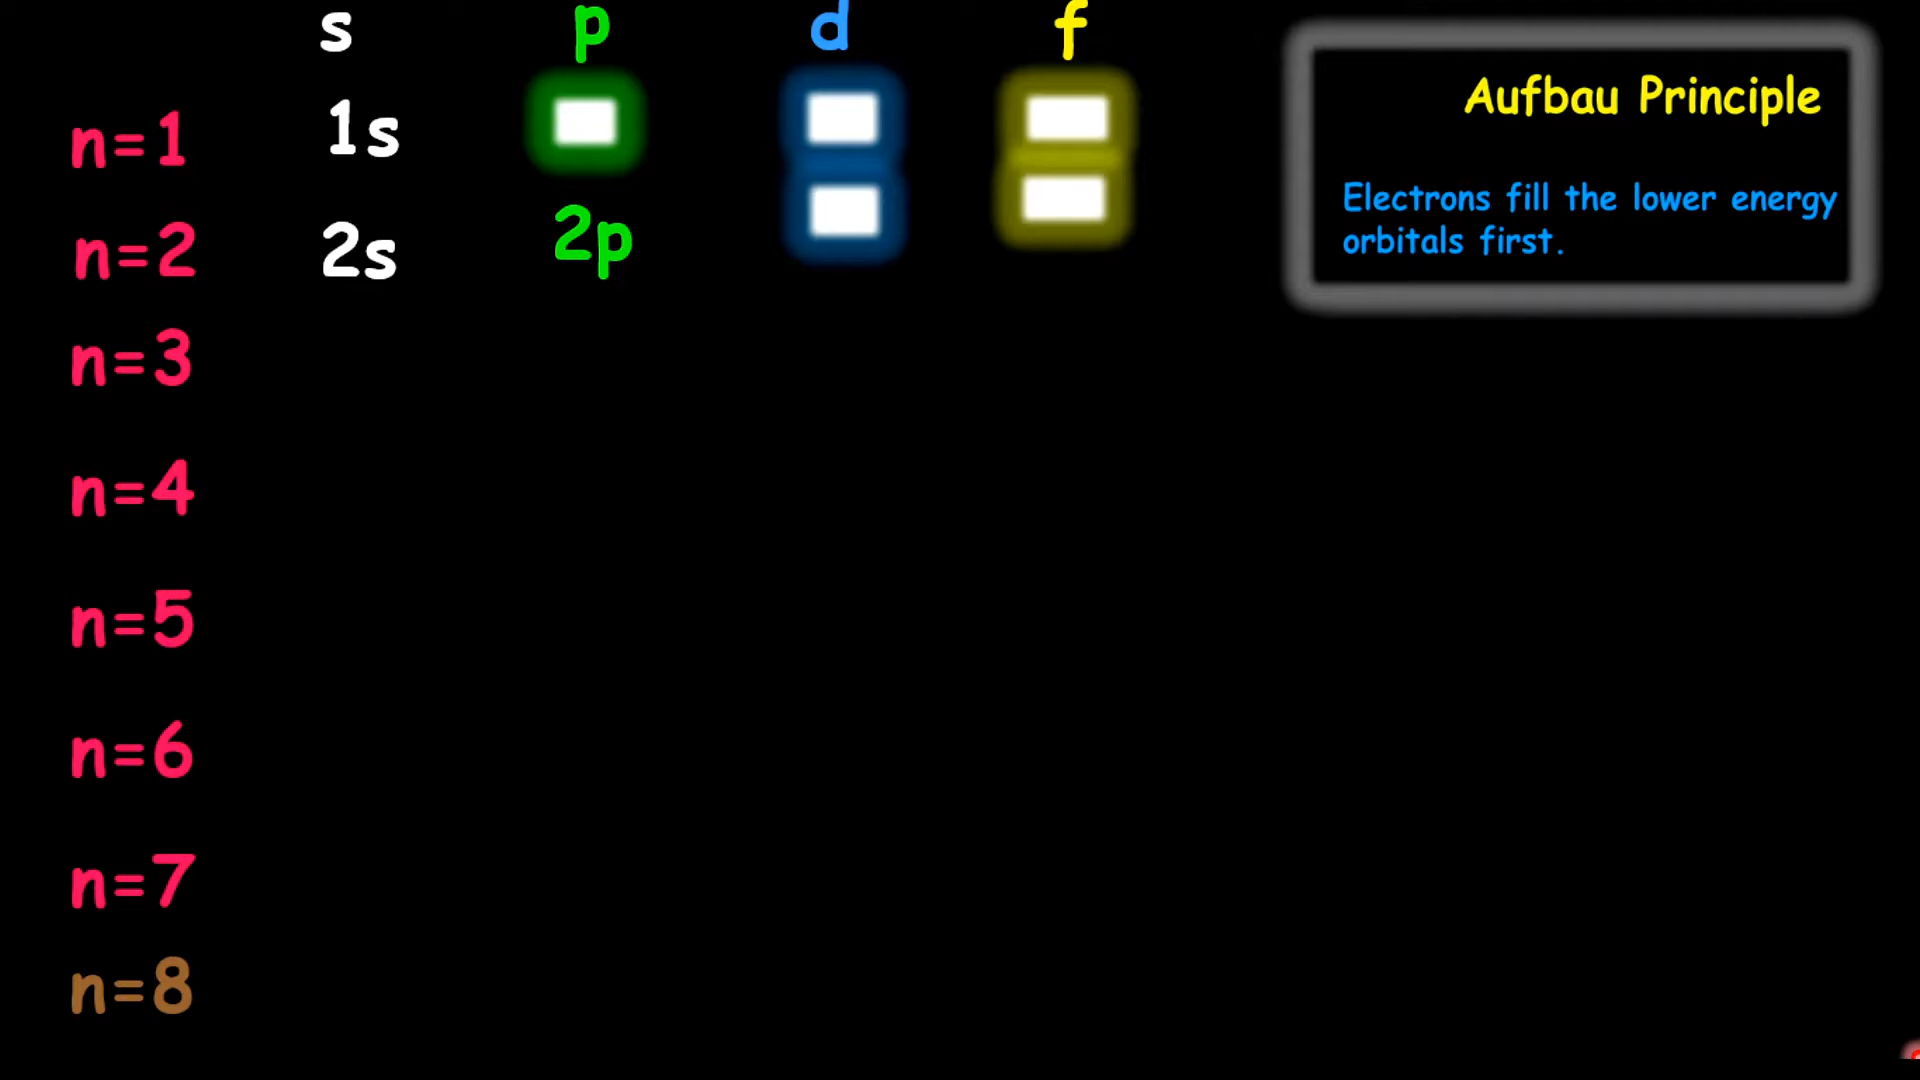 s p d f
n=1 1s
n=2 2s 2p
n=3
n=4
n=5
n=6
n=7
n=8
Aufbau Principle
Electrons fill the lower energy
orbitals first.